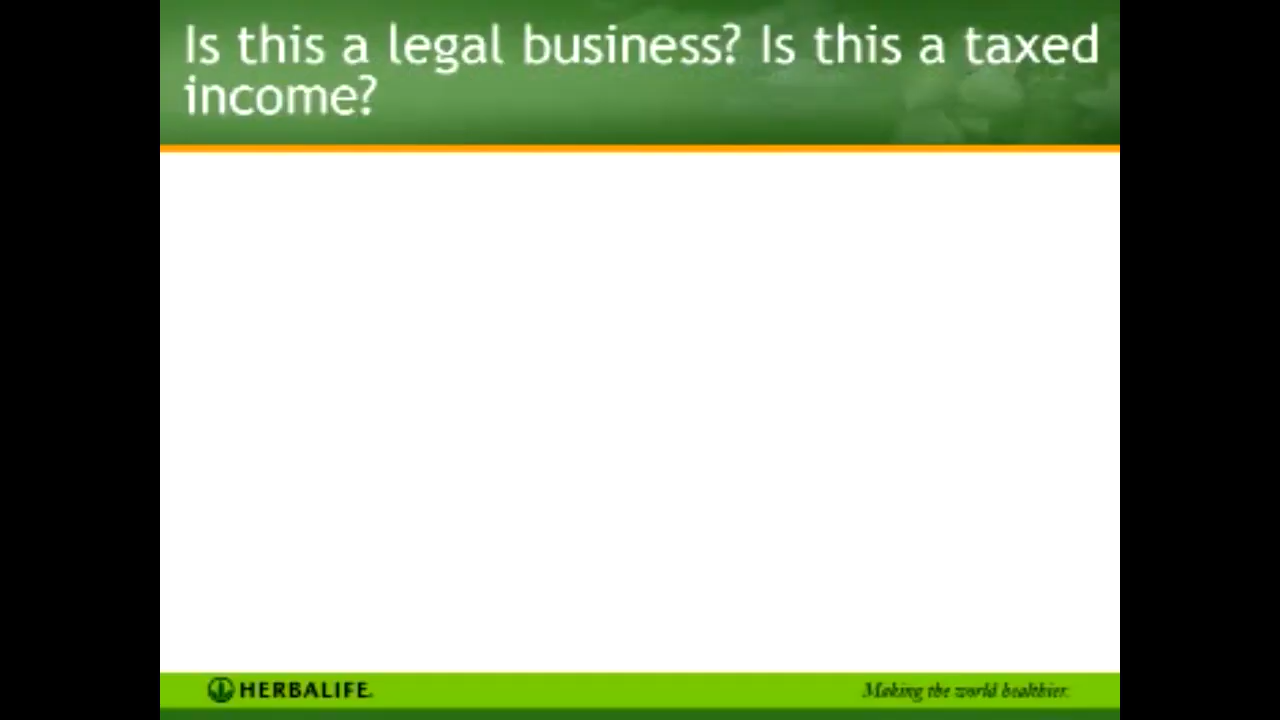 Is this a legal business? Is this a taxed
income?
HERBALIFE.
Making the world healthier.